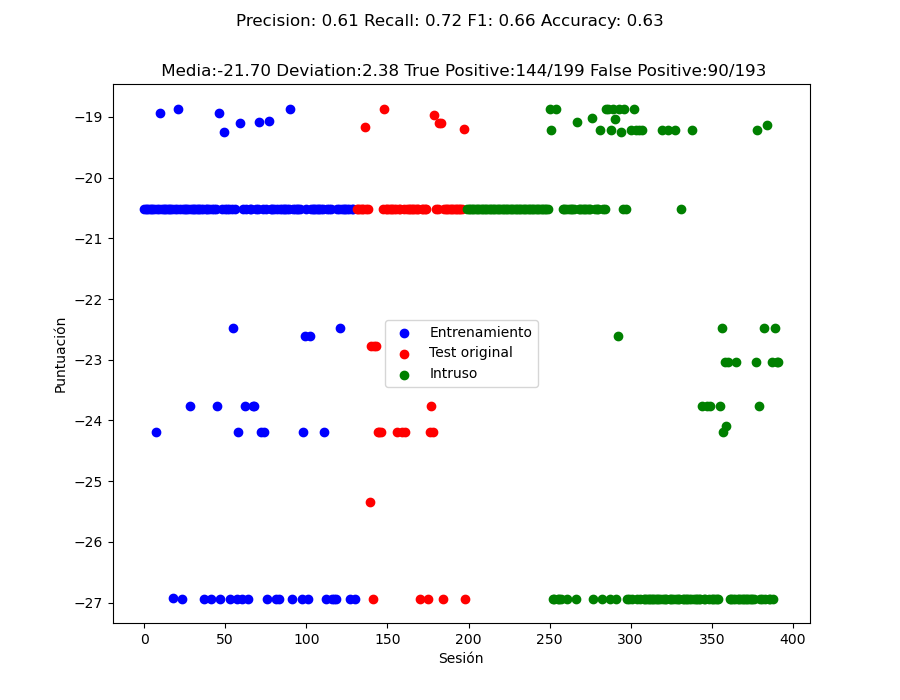 Precision: 0.61 Recall: 0.72 F1: 0.66 Accuracy: 0.63
Media:-21.70 Deviation:2.38 True Positive:144/199 False Positive:90/193
−19
−20
−21
−22
−23
−24
−25
−26
−27
Puntuación
Entrenamiento
Test original
Intruso
0 50 100 150 200 250 300 350 400
Sesión